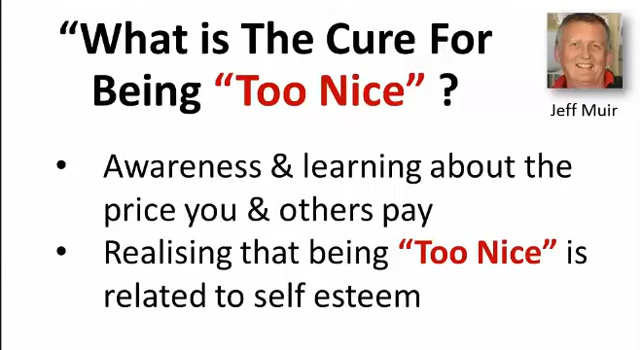 “What is The Cure For
Being “Too Nice” ?
Jeff Muir
• Awareness & learning about the
price you & others pay
• Realising that being “Too Nice” is
related to self esteem